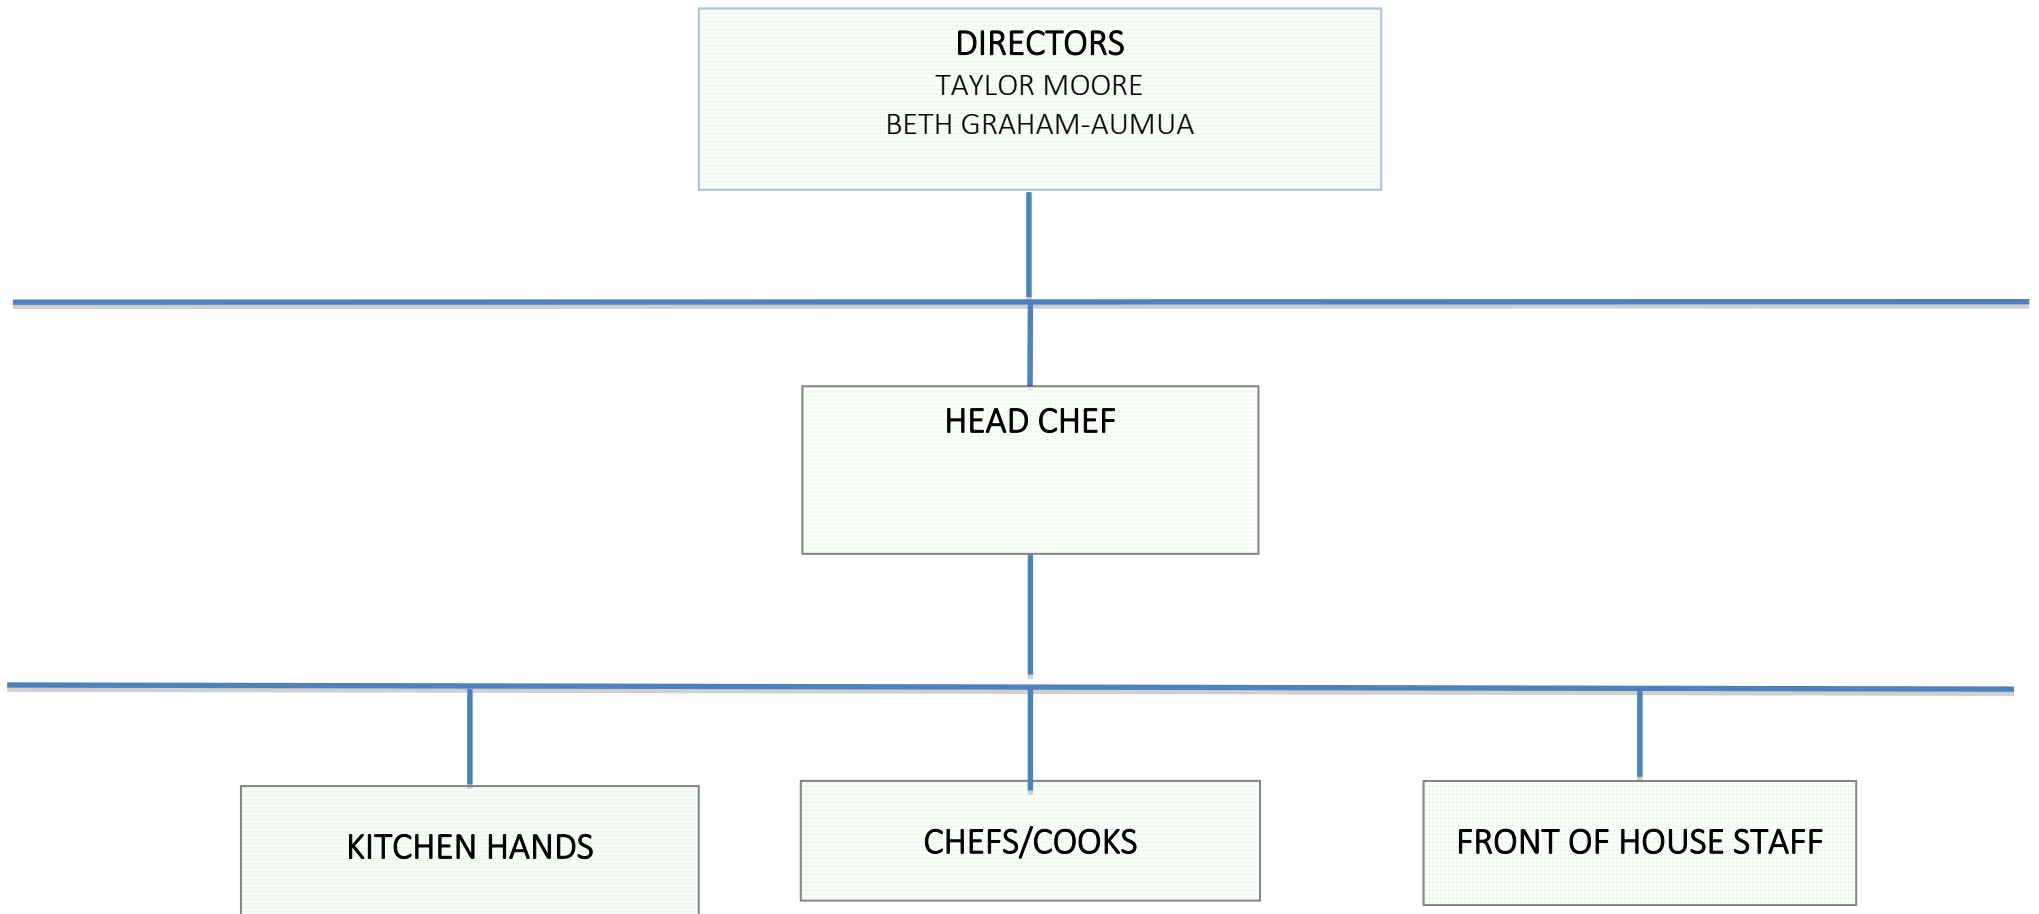 DIRECTORS
TAYLOR MOORE
BETH GRAHAM-AUMUA
HEAD CHEF
KITCHEN HANDS
CHEFS/COOKS
FRONT OF HOUSE STAFF